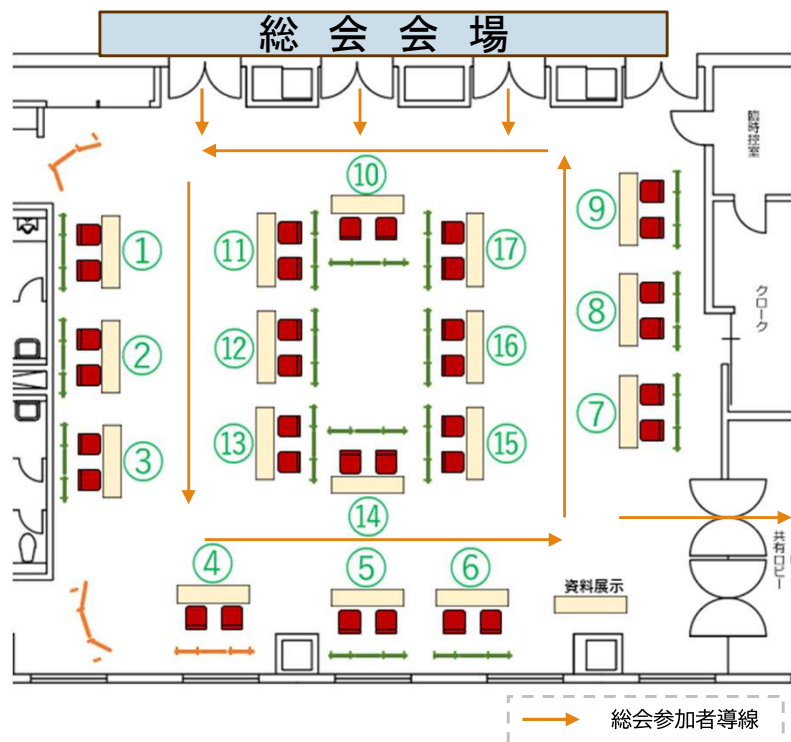 総会会場
臨時控室
⑩
⑨
①
⑪
⑰
クローク
⑧
②
⑫
⑯
⑦
③
⑬
⑮
⑭
共有ロビー
④
⑤
⑥
資料展示
総会参加者導線